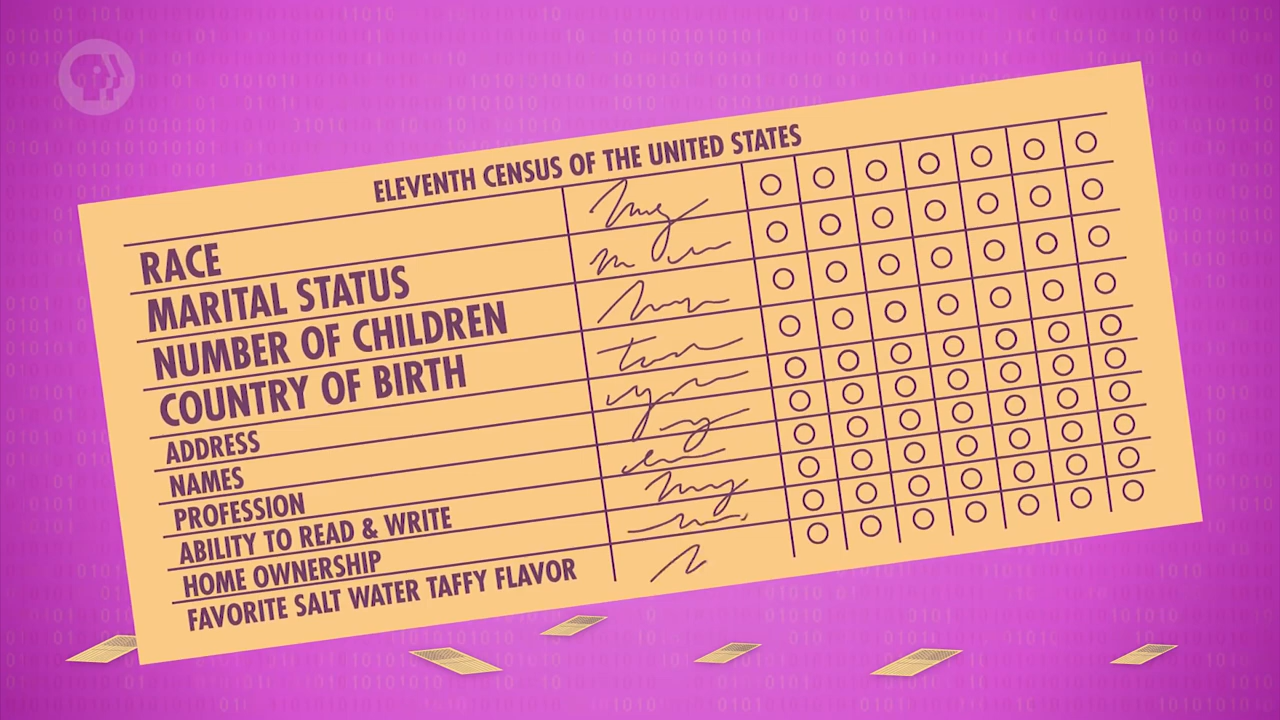 ELEVENTH CENSUS OF THE UNITED STATES
RACE
MARITAL STATUS
NUMBER OF CHILDREN
COUNTRY OF BIRTH
ADDRESS
NAMES
PROFESSION
ABILITY TO READ & WRITE
HOME OWNERSHIP
FAVORITE SALT WATER TAFFY FLAVOR